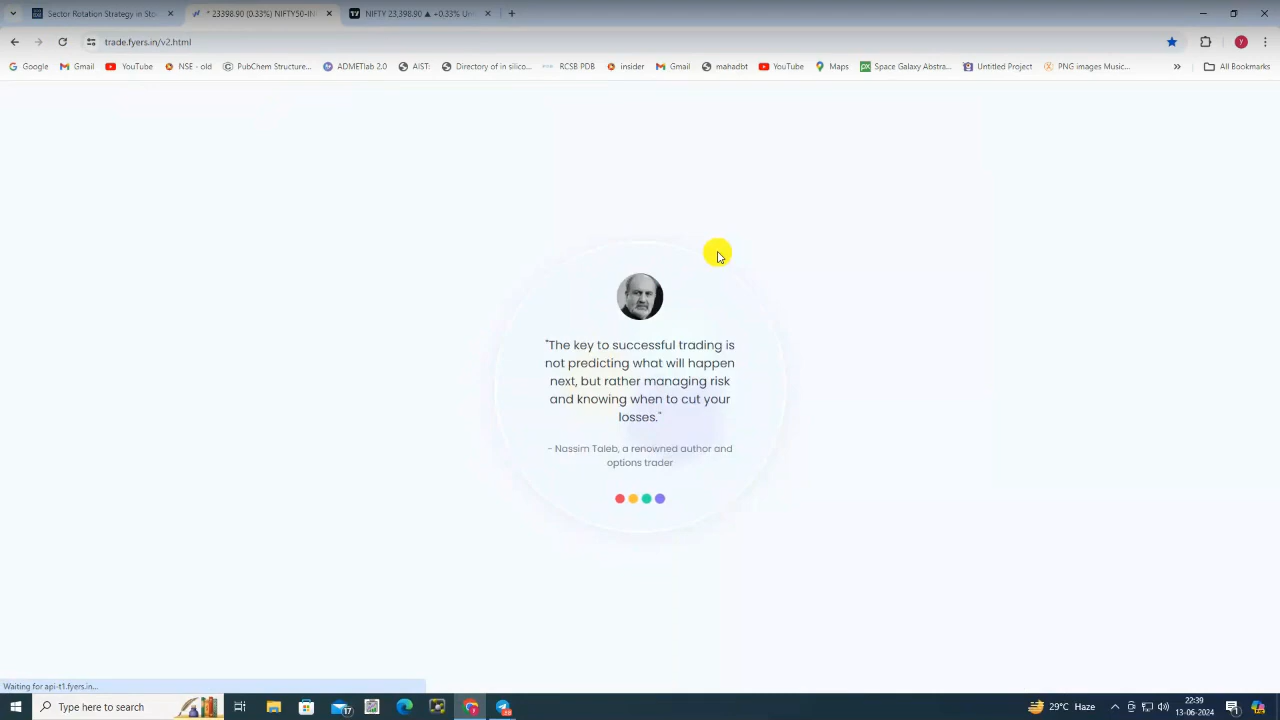 Sector Rotation Strategy in Stoc
* 23398.90 (0.33%) NIFTY50-IN
NIFTY 23,398.90 ▲ +0.33% Un
trade.fyers.in/v2.html
Google
Gmail
YouTube
NSE - old
PubChem Structure...
ADMETlab 2.0
AIST:
Directory of in silico...
RCSB PDB
insider
Gmail
mahadbt
YouTube
Maps
Space Galaxy Abstra...
Untitled Project
PNG images Music,...
»
All Bookmarks
"The key to successful trading is
not predicting what will happen
next, but rather managing risk
and knowing when to cut your
losses."
- Nassim Taleb, a renowned author and
options trader
Waiting for api-t1.fyers.in...
Type here to search
29°C Haze
22:39
13-06-2024